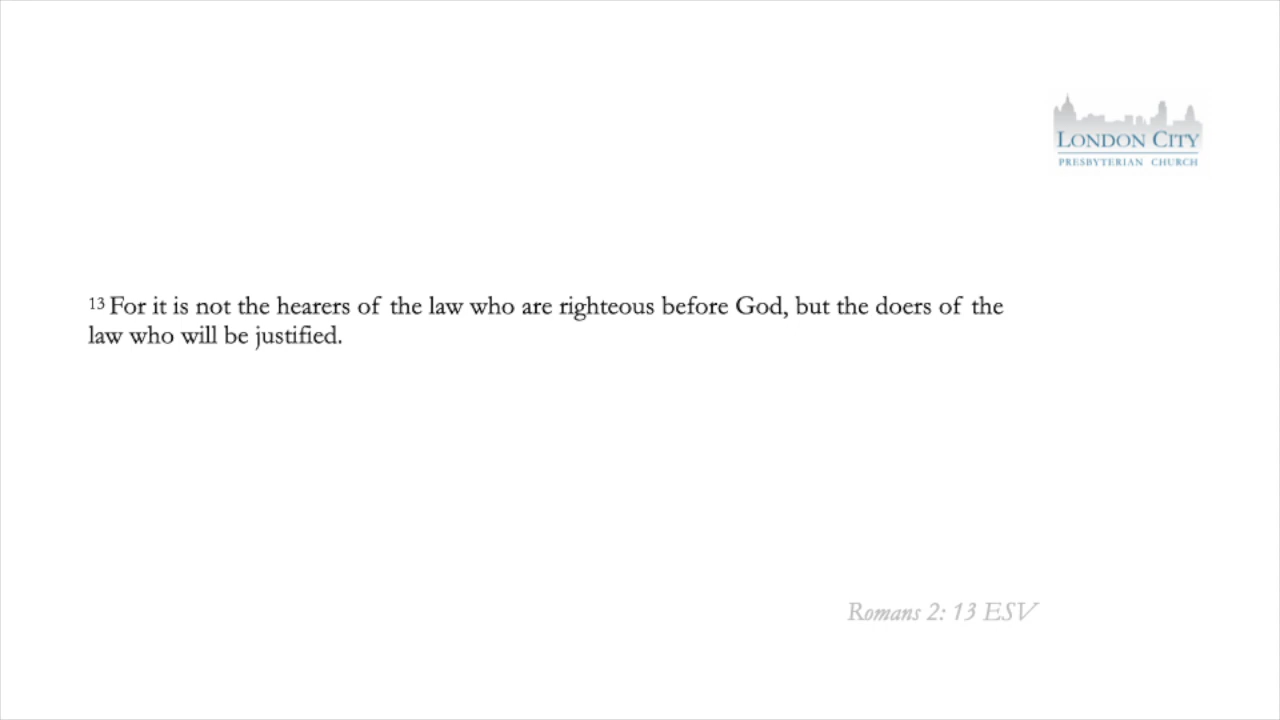 LONDON CITY
PRESBYTERIAN CHURCH
13 For it is not the hearers of the law who are righteous before God, but the doers of the
law who will be justified.
Romans 2: 13 ESV